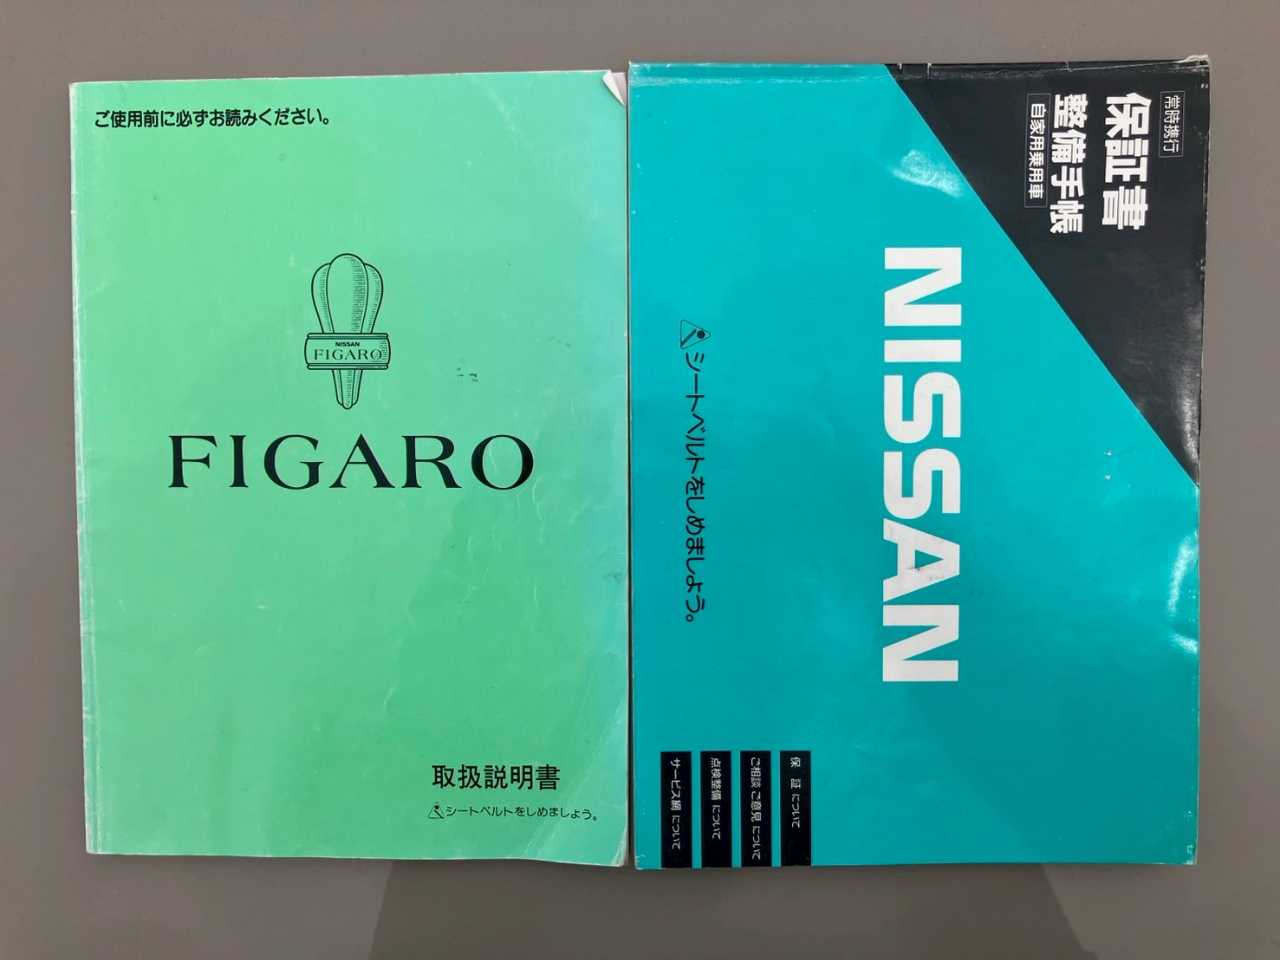 ご使用前に必ずお読みください。
NISSAN
FIGARO
FIGARO
取扱説明書
シートベルトをしめましょう。
常時携行
保証書
整備手帳
自家用乗用車
NISSAN
シートベルトをしめましょう。
保証について
ご相談ご意見について
点検整備について
サービス網について